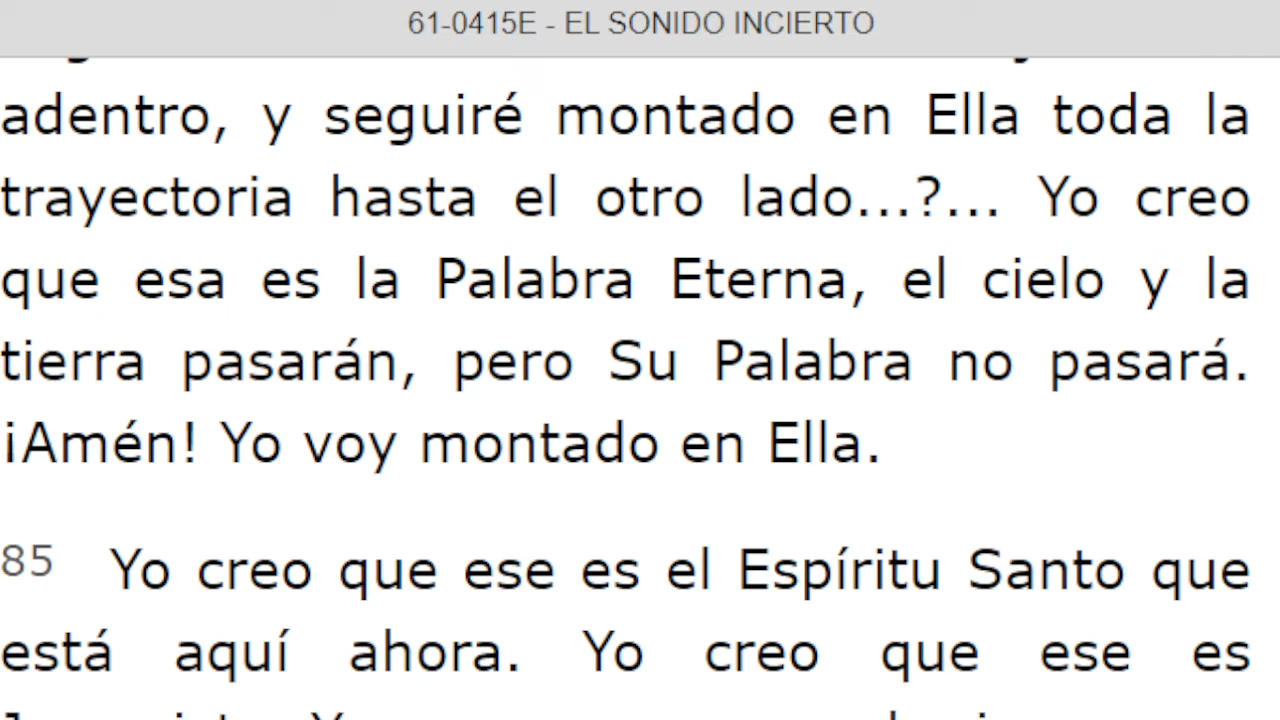 61-0415E - EL SONIDO INCIERTO
adentro, y seguiré montado en Ella toda la
trayectoria hasta el otro lado...?... Yo creo
que esa es la Palabra Eterna, el cielo y la
tierra pasarán, pero Su Palabra no pasará.
¡Amén! Yo voy montado en Ella.
85 Yo creo que ese es el Espíritu Santo que
está aquí ahora. Yo creo que ese es